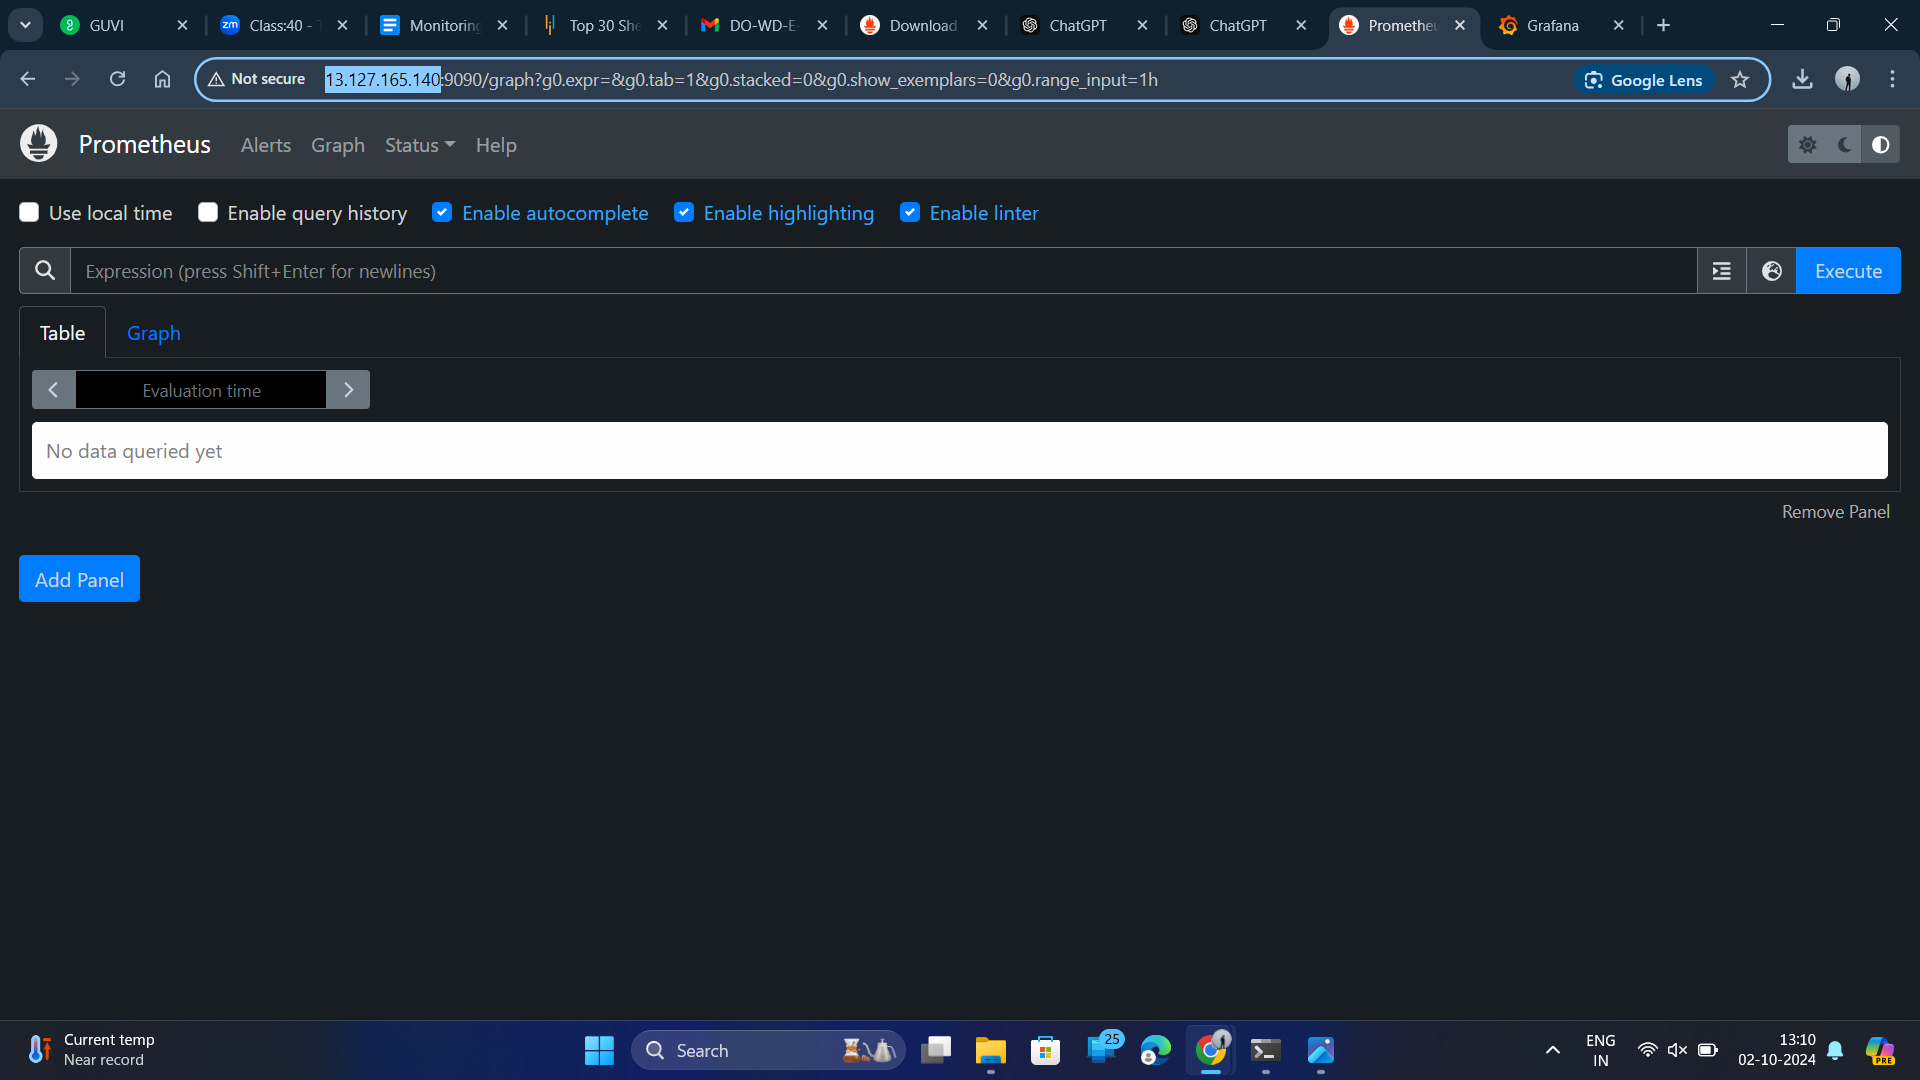 GUVI
Class:40 - T
Monitoring
Top 30 She
DO-WD-E-
Download
ChatGPT
ChatGPT
Prometheu
Grafana
Not secure
13.127.165.140:9090/graph?g0.expr=&g0.tab=1&g0.stacked=0&g0.show_exemplars=0&g0.range_input=1h
Google Lens
Prometheus
Alerts
Graph
Status
Help
Use local time
Enable query history
Enable autocomplete
Enable highlighting
Enable linter
Expression (press Shift+Enter for newlines)
Execute
Table
Graph
Evaluation time
No data queried yet
Remove Panel
Add Panel
Current temp
Near record
Search
25
ENG
IN
13:10
02-10-2024
PRE